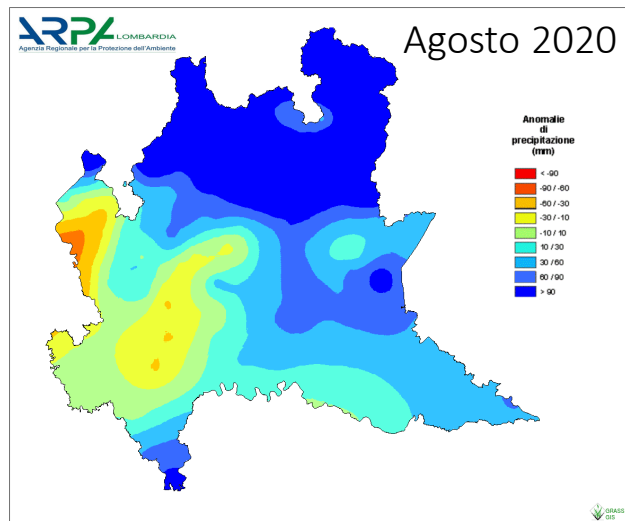 ARPA LOMBARDIA
Agenzia Regionale per la Protezione dell'Ambiente
Agosto 2020
Anomalie
di
precipitazione
(mm)
< -90
-90 / -60
-60 / -30
-30 / -10
-10 / 10
10 / 30
30 / 60
60 / 90
> 90
GRASS
GIS